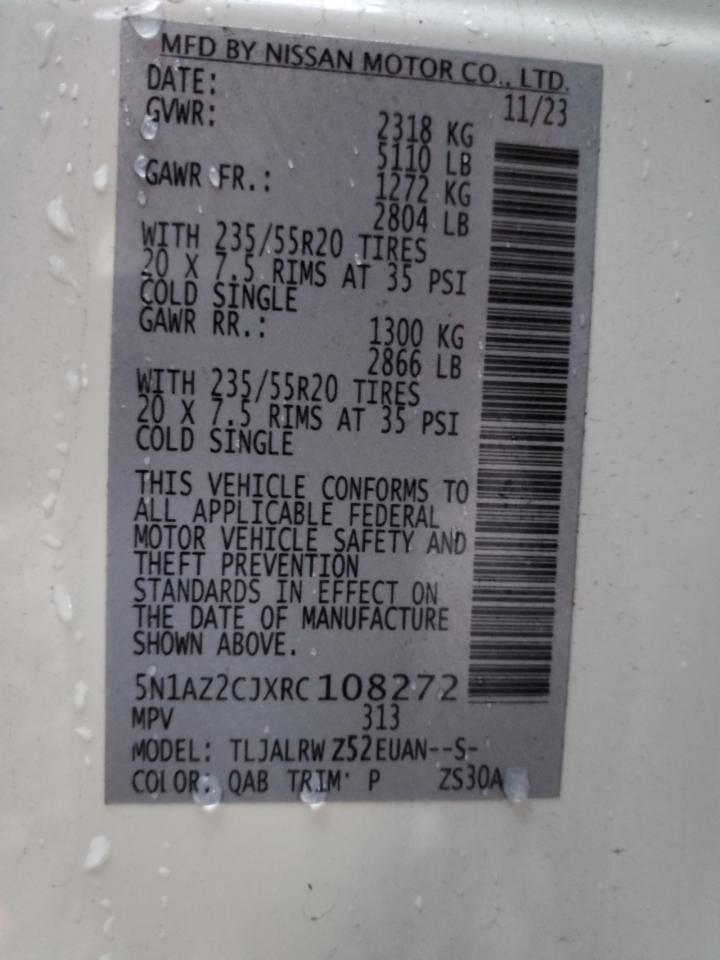 MFD BY NISSAN MOTOR CO., LTD.
DATE: 11/23
GVWR: 2318 KG
5110 LB
GAWR FR.: 1272 KG
2804 LB
WITH 235/55R20 TIRES
20 X 7.5 RIMS AT 35 PSI
COLD SINGLE
GAWR RR.: 1300 KG
2866 LB
WITH 235/55R20 TIRES
20 X 7.5 RIMS AT 35 PSI
COLD SINGLE
THIS VEHICLE CONFORMS TO
ALL APPLICABLE FEDERAL
MOTOR VEHICLE SAFETY AND
THEFT PREVENTION
STANDARDS IN EFFECT ON
THE DATE OF MANUFACTURE
SHOWN ABOVE.
5N1AZ2CJXRC108272
MPV 313
MODEL: TLJALRW Z52EUAN--S-
COLOR: QAB TRIM: P ZS30A